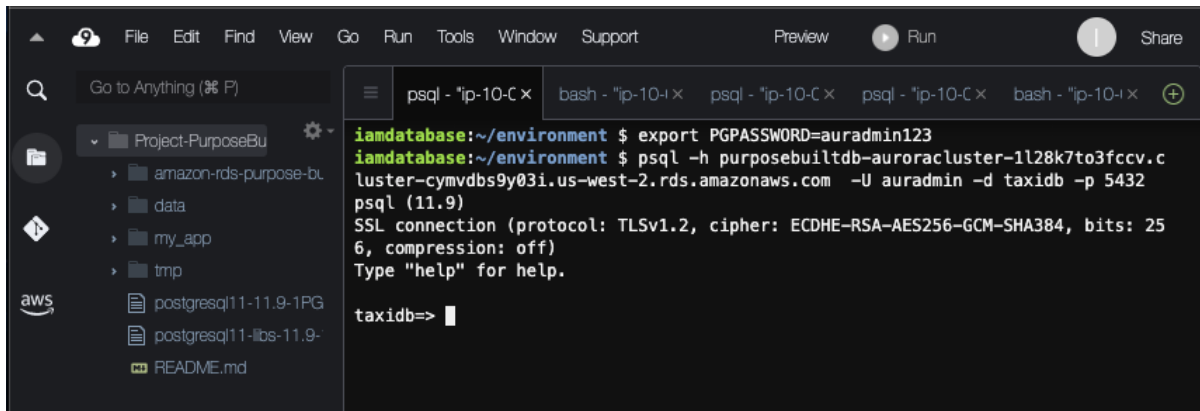 File Edit Find View Go Run Tools Window Support Preview Run Share
Go to Anything (⌘ P)
psql - "ip-10-0 × bash - "ip-10- × psql - "ip-10-0 × psql - "ip-10-0 × bash - "ip-10- ×
Project-PurposeBu
amazon-rds-purpose-bu
data
my_app
tmp
postgresql11-11.9-1PG
postgresql11-libs-11.9-
README.md
aws
iamdatabase:~/environment $ export PGPASSWORD=auradmin123
iamdatabase:~/environment $ psql -h purposebuiltdb-auroracluster-1l28k7to3fccv.c
luster-cymvdbs9y03i.us-west-2.rds.amazonaws.com  -U auradmin -d taxidb -p 5432
psql (11.9)
SSL connection (protocol: TLSv1.2, cipher: ECDHE-RSA-AES256-GCM-SHA384, bits: 25
6, compression: off)
Type "help" for help.
taxidb=>